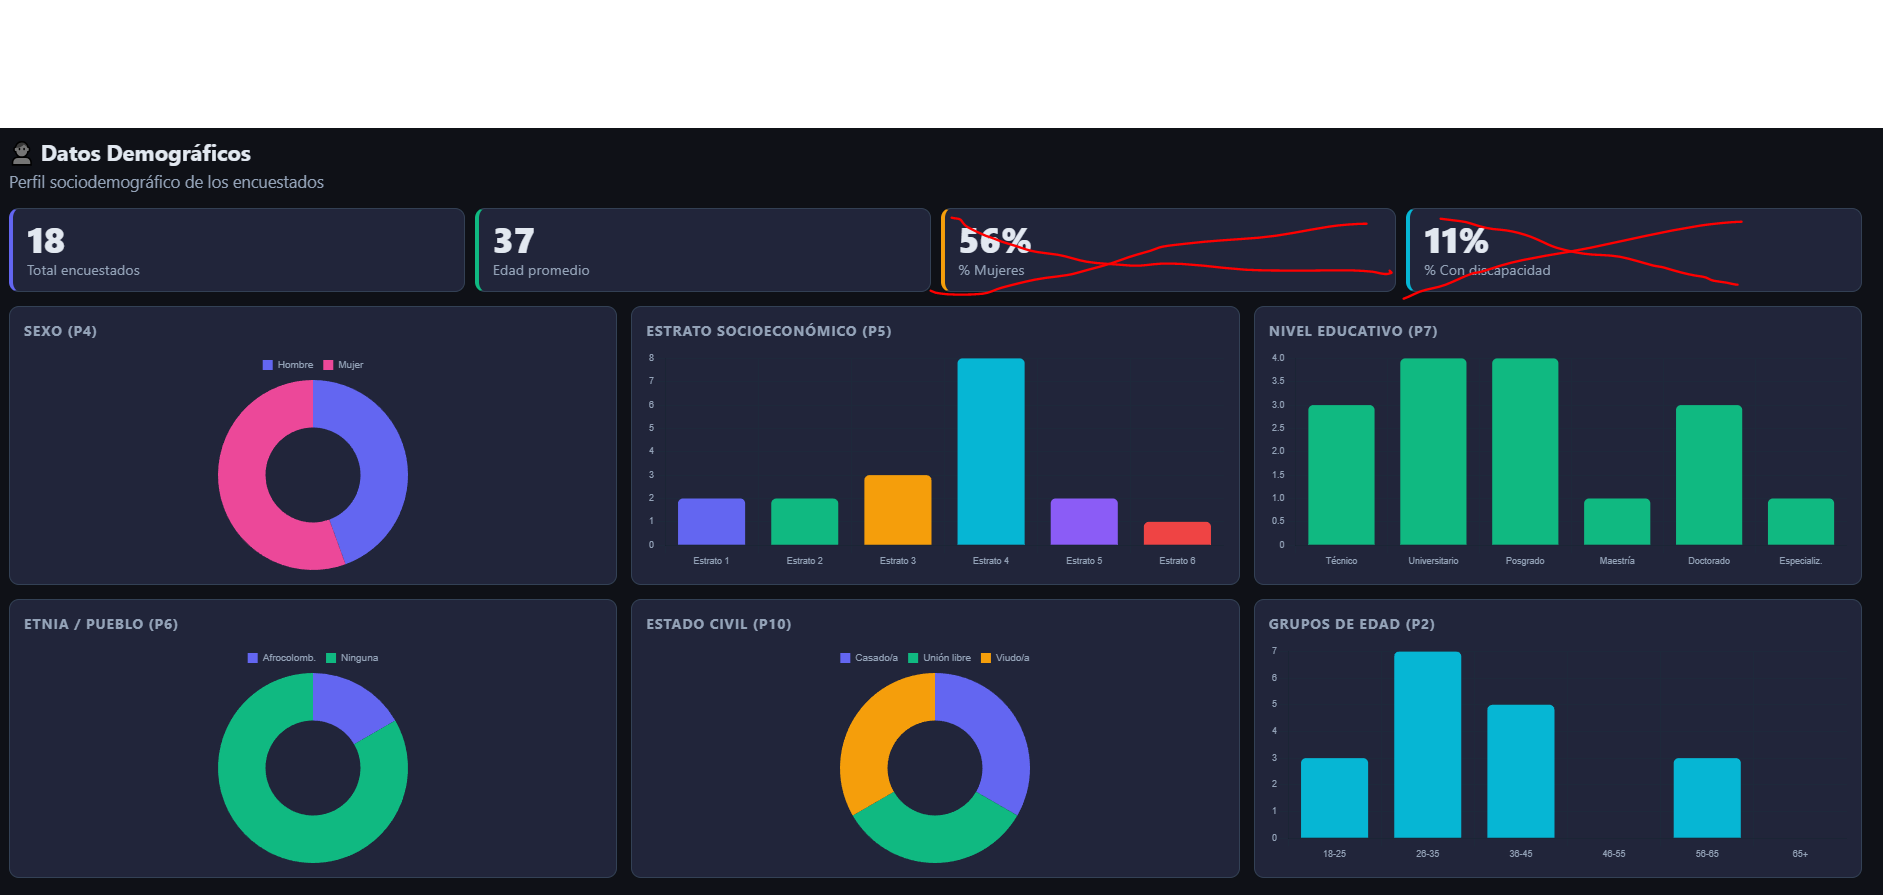 Datos Demográficos
Perfil sociodemográfico de los encuestados
18
Total encuestados
37
Edad promedio
56%
% Mujeres
11%
% Con discapacidad
SEXO (P4)
Hombre Mujer
ESTRATO SOCIOECONÓMICO (P5)
8
7
6
5
4
3
2
1
0
Estrato 1 Estrato 2 Estrato 3 Estrato 4 Estrato 5 Estrato 6
NIVEL EDUCATIVO (P7)
4.0
3.5
3.0
2.5
2.0
1.5
1.0
0.5
0
Técnico Universitario Posgrado Maestría Doctorado Especializ.
ETNIA / PUEBLO (P6)
Afrocolomb. Ninguna
ESTADO CIVIL (P10)
Casado/a Unión libre Viudo/a
GRUPOS DE EDAD (P2)
7
6
5
4
3
2
1
0
18-25 26-35 36-45 46-55 56-65 65+